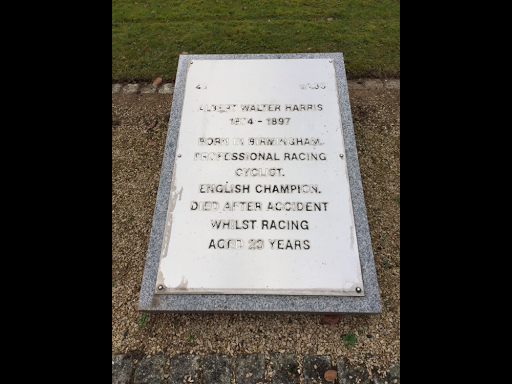 ALBERT WALTER HARRIS
1874 - 1897
BORN IN BIRMINGHAM.
PROFESSIONAL RACING
CYCLIST.
ENGLISH CHAMPION.
DIED AFTER ACCIDENT
WHILST RACING
AGED 23 YEARS